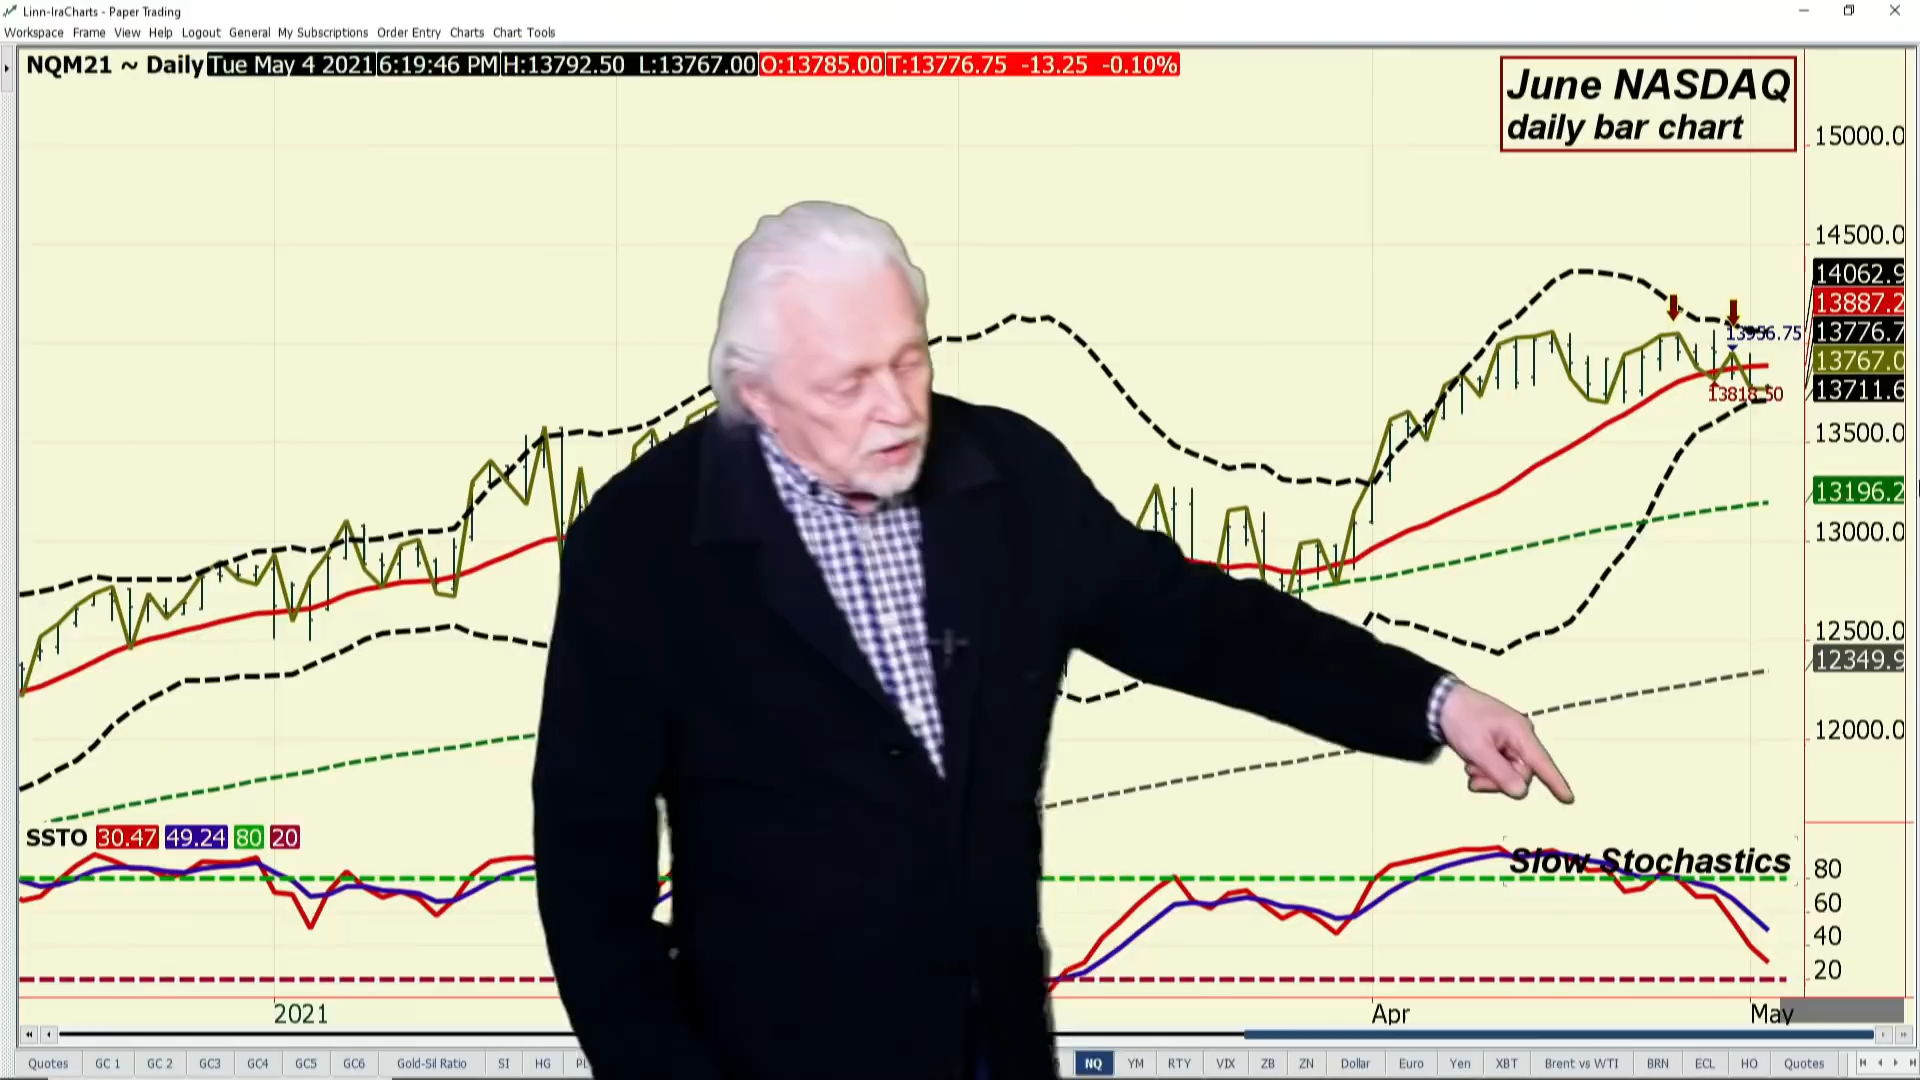 Linn-IraCharts - Paper Trading
Workspace Frame View Help Logout General My Subscriptions Order Entry Charts Chart Tools
NQM21 ~ Daily Tue May 4 2021 6:19:46 PM H:13792.50 L:13767.00 O:13785.00 T:13776.75 -13.25 -0.10%
June NASDAQ
daily bar chart
15000.0
14500.0
14062.9
13887.2
13776.7
13956.75
13767.0
13711.6
13818.50
13500.0
13196.2
13000.0
12500.0
12349.9
12000.0
SSTO 30.47 49.24 80 20
Slow Stochastics
80
60
40
20
2021 Apr May
Quotes GC 1 GC 2 GC3 GC4 GC5 GC6 Gold-Sil Ratio SI HG NQ YM RTY VIX ZB ZN Dollar Euro Yen XBT Brent vs WTI BRN ECL HO Quotes